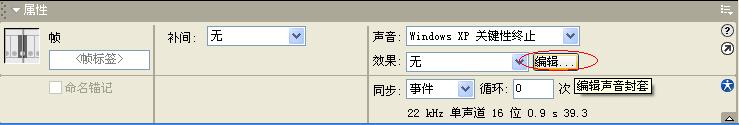 属性
帧
补间: 无
声音: Windows XP 关键性终止
<帧标签>
效果: 无
编辑...
命名锚记
同步: 事件
循环: 0 次
编辑声音封套
22 kHz 单声道 16 位 0.9 s 39.3